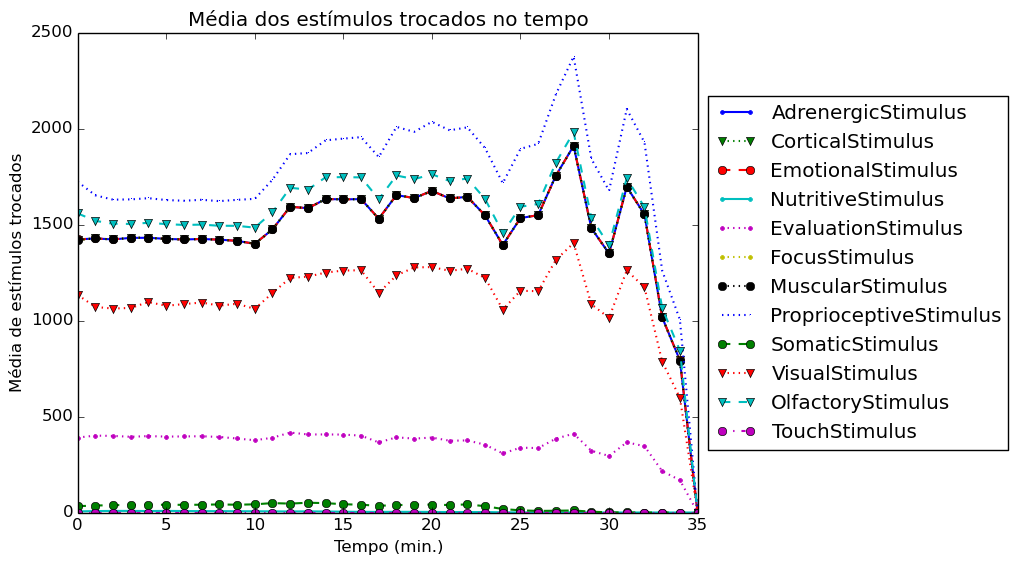 Média dos estímulos trocados no tempo
Média de estímulos trocados
2500
2000
1500
1000
500
0
0 5 10 15 20 25 30 35
Tempo (min.)
AdrenergicStimulus
CorticalStimulus
EmotionalStimulus
NutritiveStimulus
EvaluationStimulus
FocusStimulus
MuscularStimulus
ProprioceptiveStimulus
SomaticStimulus
VisualStimulus
OlfactoryStimulus
TouchStimulus